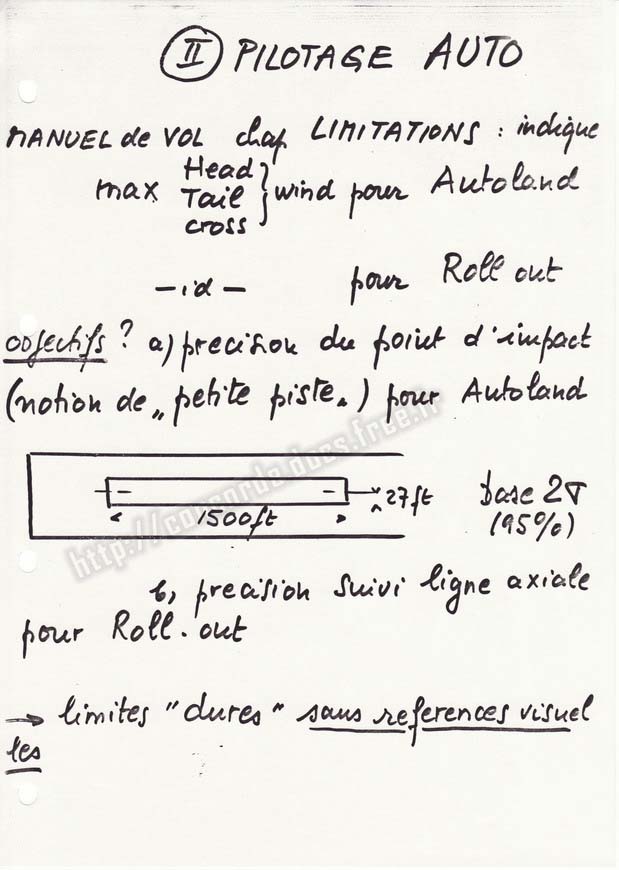 II PILOTAGE AUTO
MANUEL de VOL chap LIMITATIONS : indique
max Head Tail cross } wind pour Autoland
— id — pour Roll out
objectifs ? a) precision du point d'impact
(notion de „ petite piste „ ) pour Autoland
27 ft base 2σ
1500 ft (95%)
b, precision suivi ligne axiale
pour Roll. out
→ limites "dures" sans references visuel
les
http://concorde.docs.free.fr